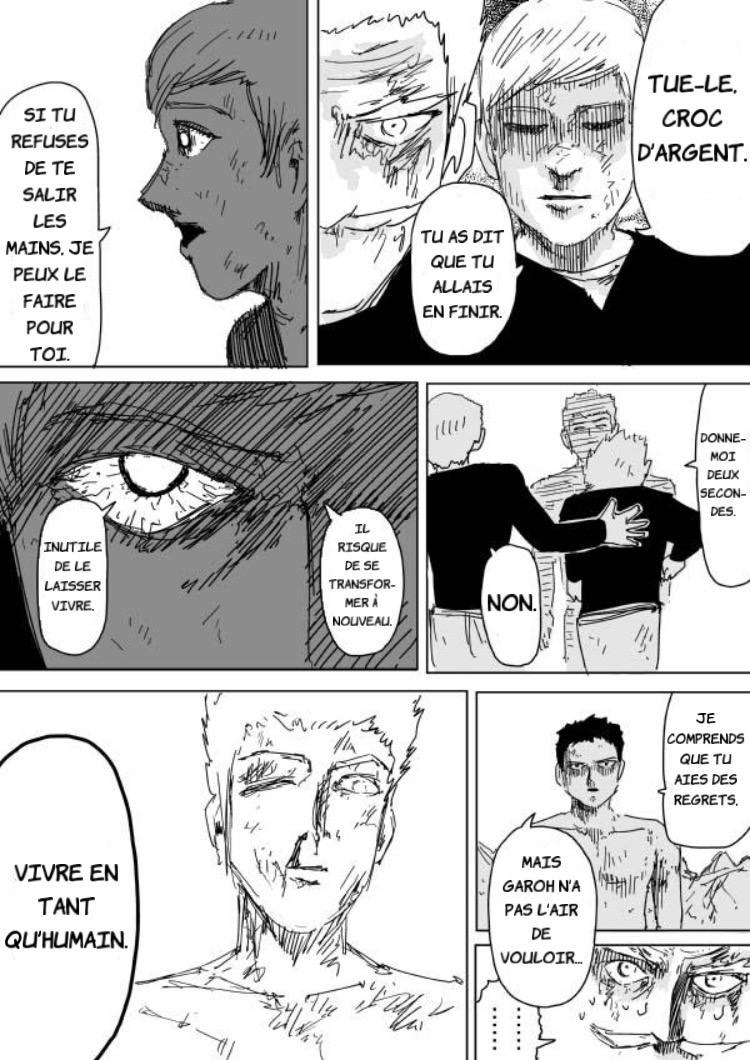 TUE-LE,
CROC
D'ARGENT.
TU AS DIT
QUE TU
ALLAIS
EN FINIR.
SI TU
REFUSES
DE TE
SALIR
LES
MAINS, JE
PEUX LE
FAIRE
POUR
TOI.
DONNE-
MOI
DEUX
SECON-
DES.
NON.
IL
RISQUE
DE SE
TRANSFOR-
MER À
NOUVEAU.
INUTILE
DE LE
LAISSER
VIVRE.
JE
COMPRENDS
QUE TU
AIES DES
REGRETS,
MAIS
GAROH N'A
PAS L'AIR
DE
VOULOIR...
......
......
VIVRE EN
TANT
QU'HUMAIN.